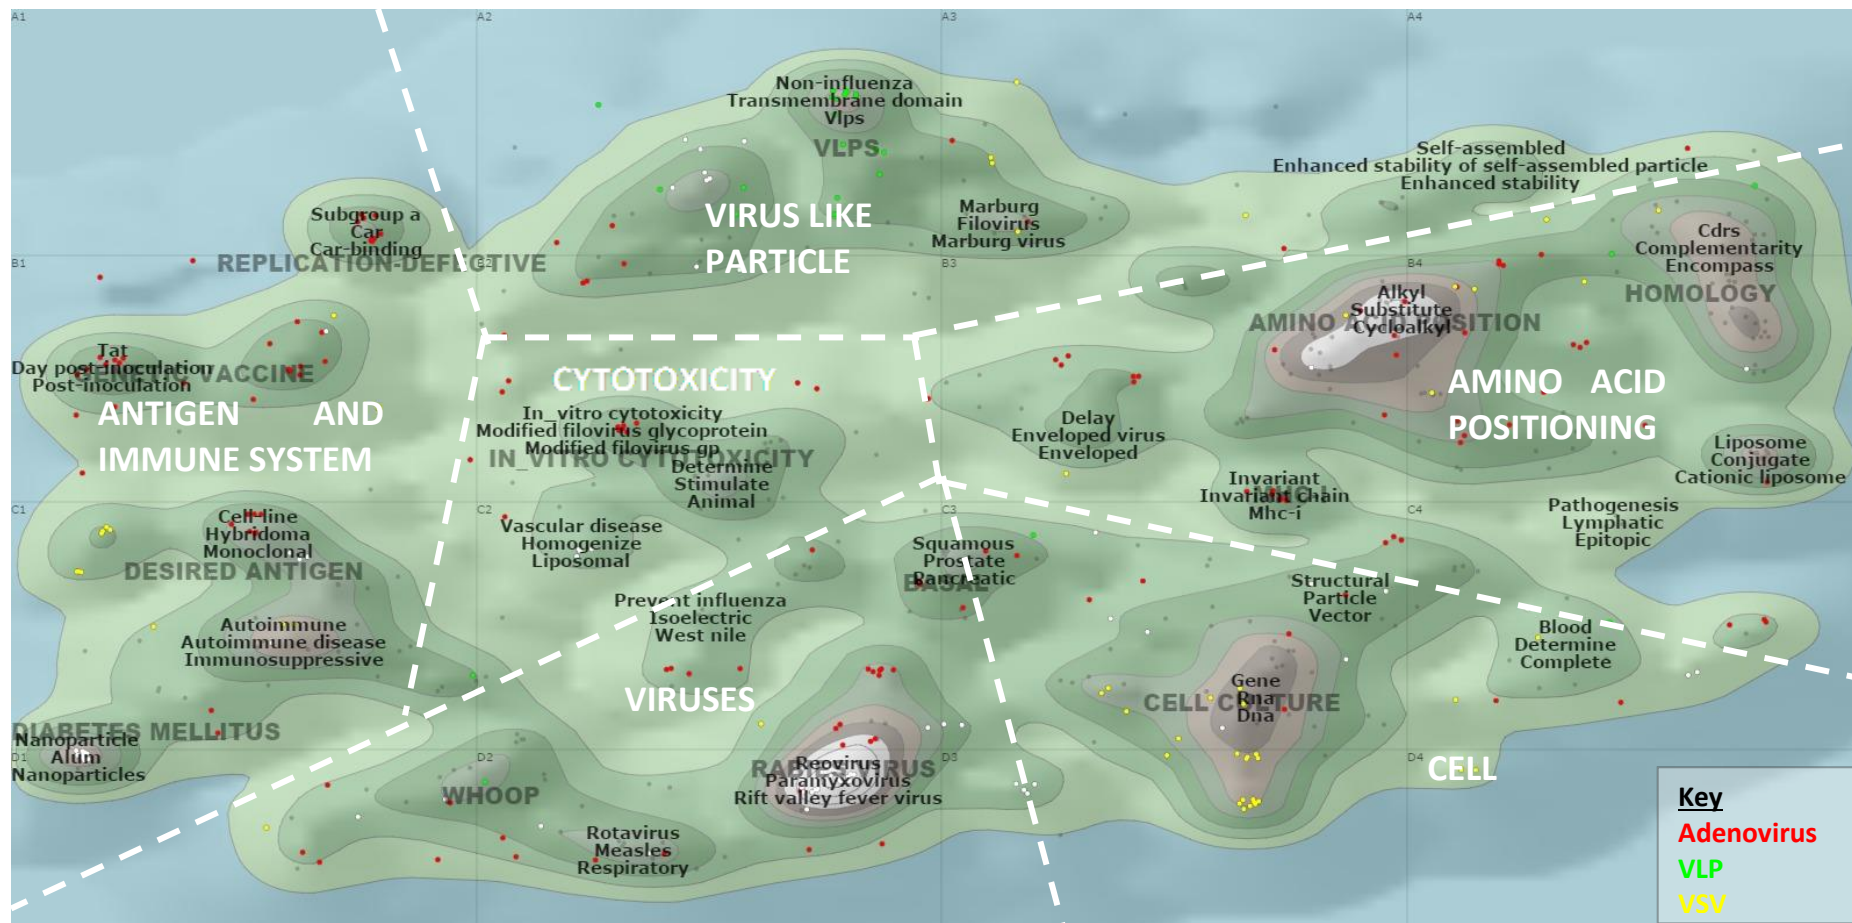 A1
A2
A3
A4
Non-influenza
Transmembrane domain
Vlps
VLPS
Self-assembled
Enhanced stability of self-assembled particle
Enhanced stability
Subgroup a
Car
Car-binding
REPLICATION-DEFECTIVE
VIRUS LIKE
PARTICLE
Marburg
Filovirus
Marburg virus
Cdrs
Complementarity
Encompass
HOMOLOGY
B1
B2
B3
B4
Alkyl
Substitute
Cycloalkyl
AMINO ACID POSITION
Tat
Day post-inoculation
Post-inoculation
GENETIC VACCINE
ANTIGEN AND
IMMUNE SYSTEM
CYTOTOXICITY
In_vitro cytotoxicity
Modified filovirus glycoprotein
Modified filovirus gp
IN_VITRO CYTOTOXICITY
Determine
Stimulate
Animal
Delay
Enveloped virus
Enveloped
AMINO ACID
POSITIONING
Liposome
Conjugate
Cationic liposome
Invariant
Invariant chain
Mhc-i
C1
C2
C3
C4
Pathogenesis
Lymphatic
Epitopic
Cell-line
Hybridoma
Monoclonal
DESIRED ANTIGEN
Vascular disease
Homogenize
Liposomal
Squamous
Prostate
Pancreatic
BASAL
Structural
Particle
Vector
Autoimmune
Autoimmune disease
Immunosuppressive
Prevent influenza
Isoelectric
West nile
Blood
Determine
Complete
VIRUSES
Gene
Rna
Dna
CELL CULTURE
DIABETES MELLITUS
Nanoparticle
Alum
Nanoparticles
D1
D2
D3
D4
WHOOP
RABIES VIRUS
Reovirus
Paramyxovirus
Rift valley fever virus
CELL
Rotavirus
Measles
Respiratory
Key
Adenovirus
VLP
VSV